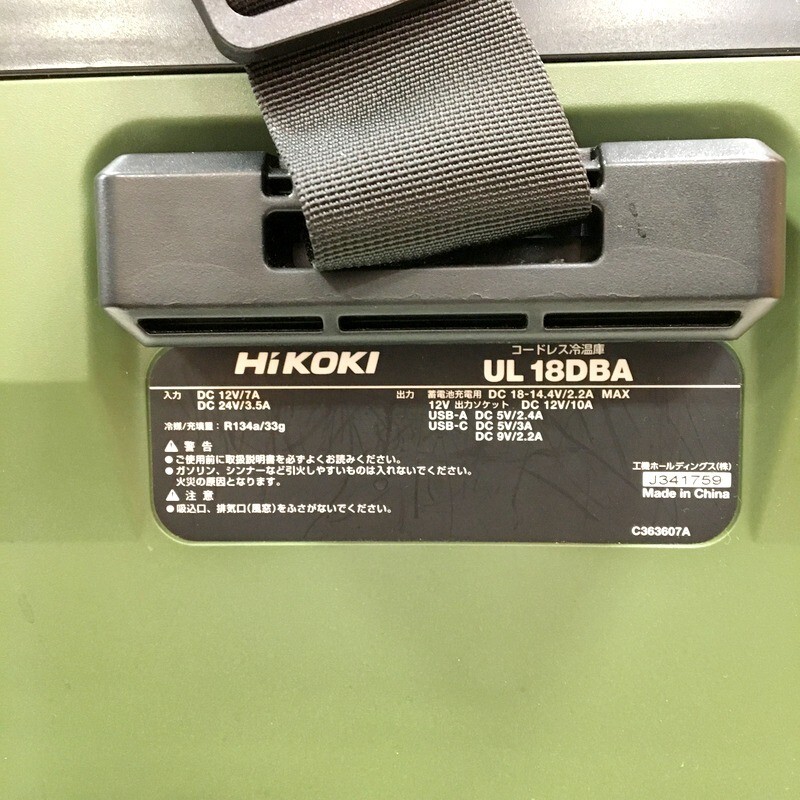 HiKOKI
コードレス冷温庫
UL 18DBA
入力 DC 12V/7A
DC 24V/3.5A
冷媒/充填量：R134a/33g
出力 蓄電池充電用 DC 18-14.4V/2.2A MAX
12V 出力ソケット DC 12V/10A
USB-A DC 5V/2.4A
USB-C DC 5V/3A
DC 9V/2.2A
警告
●ご使用前に取扱説明書を必ずよくお読みください。
●ガソリン、シンナーなど引火しやすいものは入れないでください。
火災の原因となります。
注意
●吸込口、排気口(風窓)をふさがないでください。
工機ホールディングス(株)
J341759
Made in China
C363607A